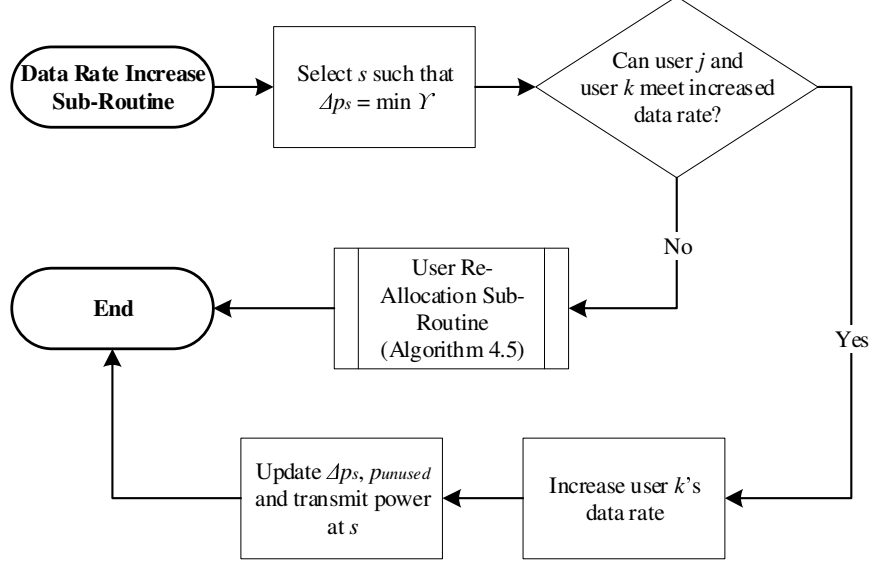 Data Rate Increase
Sub-Routine
Select s such that
Δps = min ϒ
Can user j and
user k meet increased
data rate?
No
Yes
User Re-
Allocation Sub-
Routine
(Algorithm 4.5)
End
Increase user k's
data rate
Update Δps, punused
and transmit power
at s